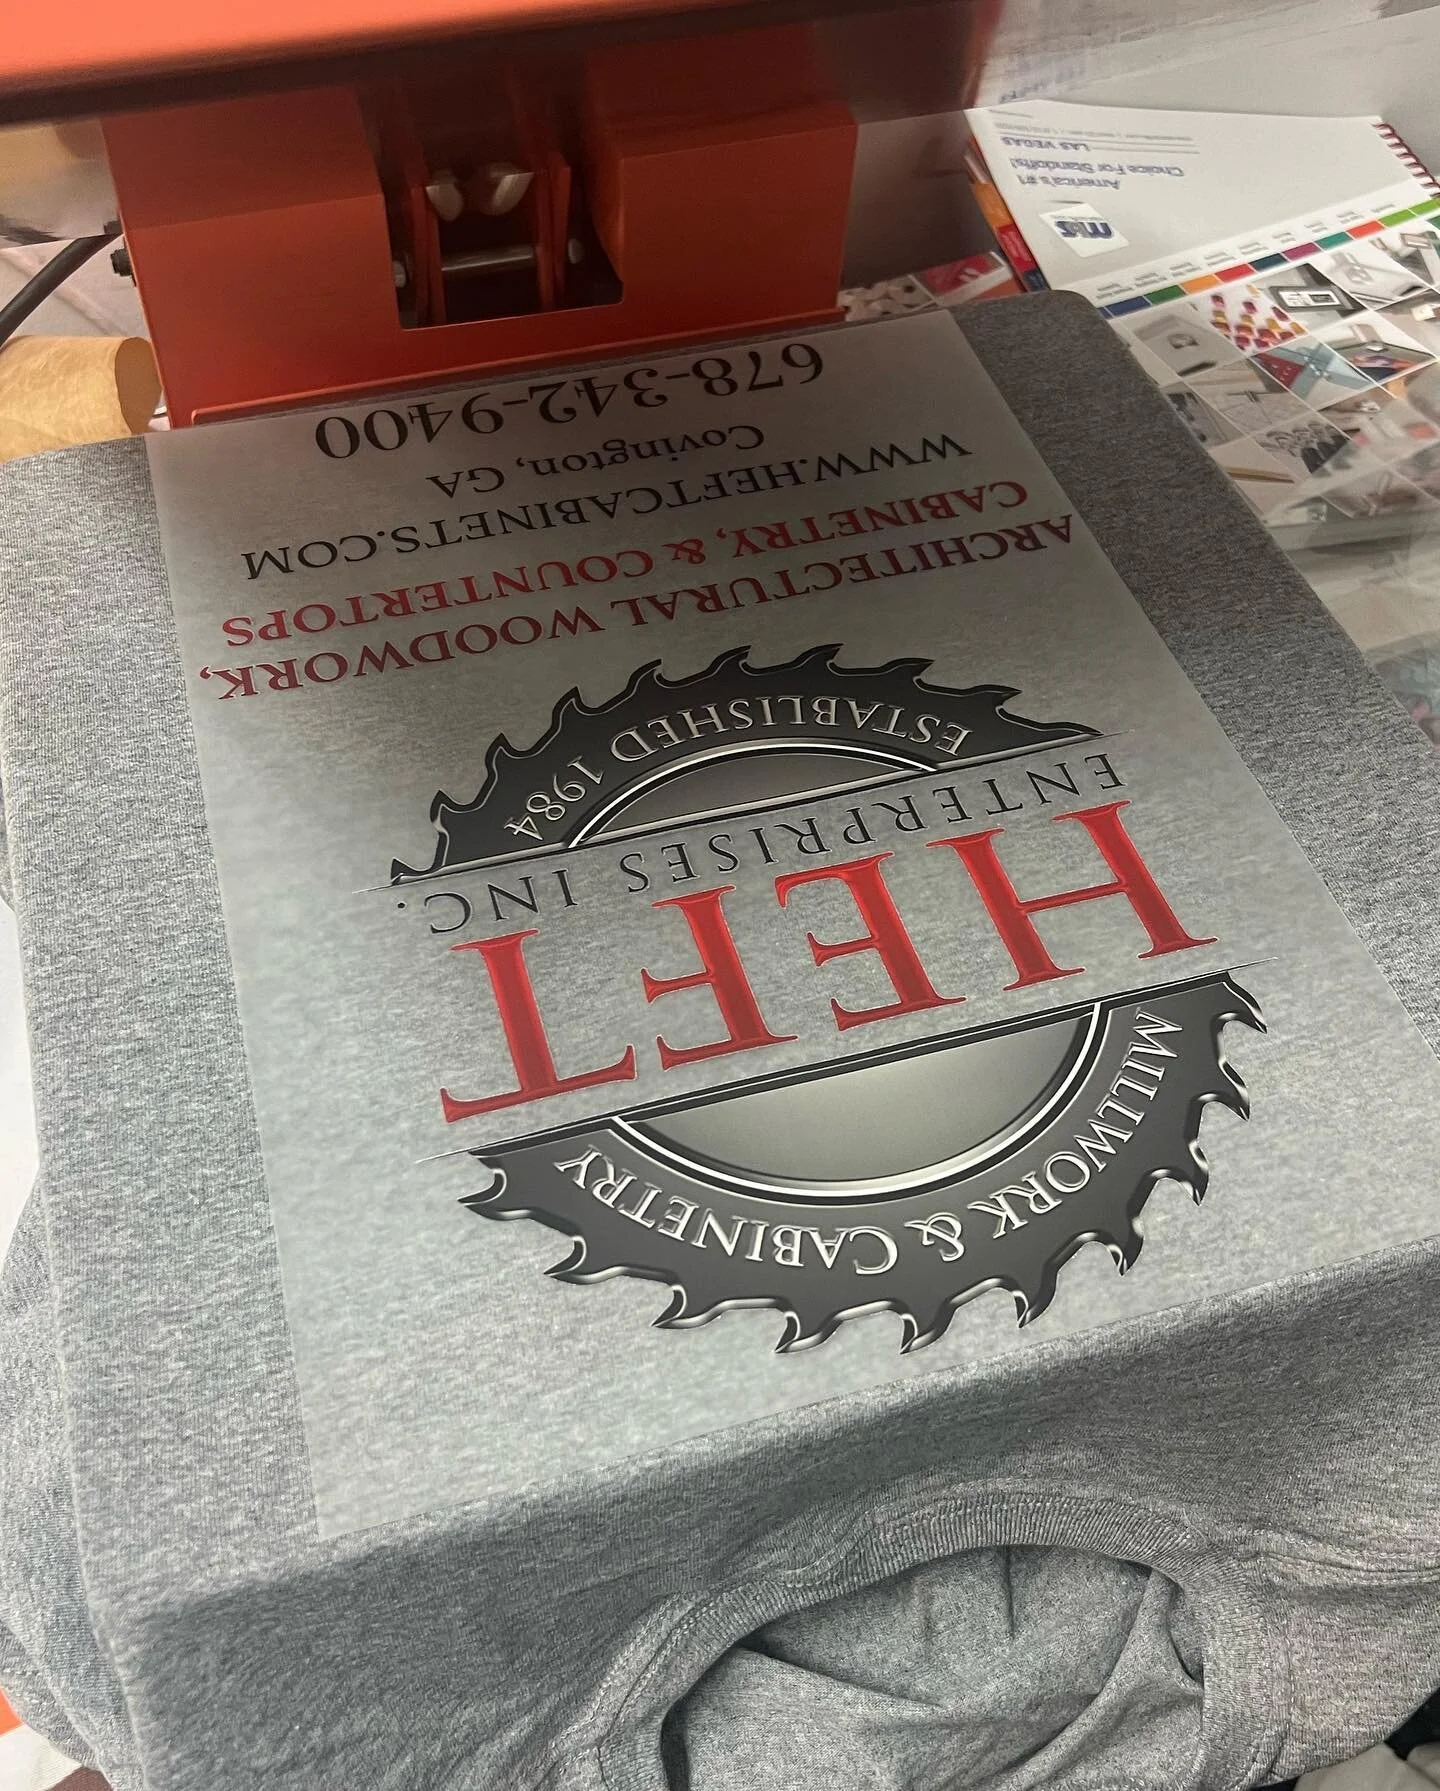 MILLWORK & CABINETRY
HEFT
ENTERPRISES INC.
ESTABLISHED 1984
ARCHITECTURAL WOODWORK,
CABINETRY, & COUNTERTOPS
WWW.HEFTCABINETS.COM
Covington, GA
678-342-9400
America's #1
Choice For Standoffs!
LAS VEGAS